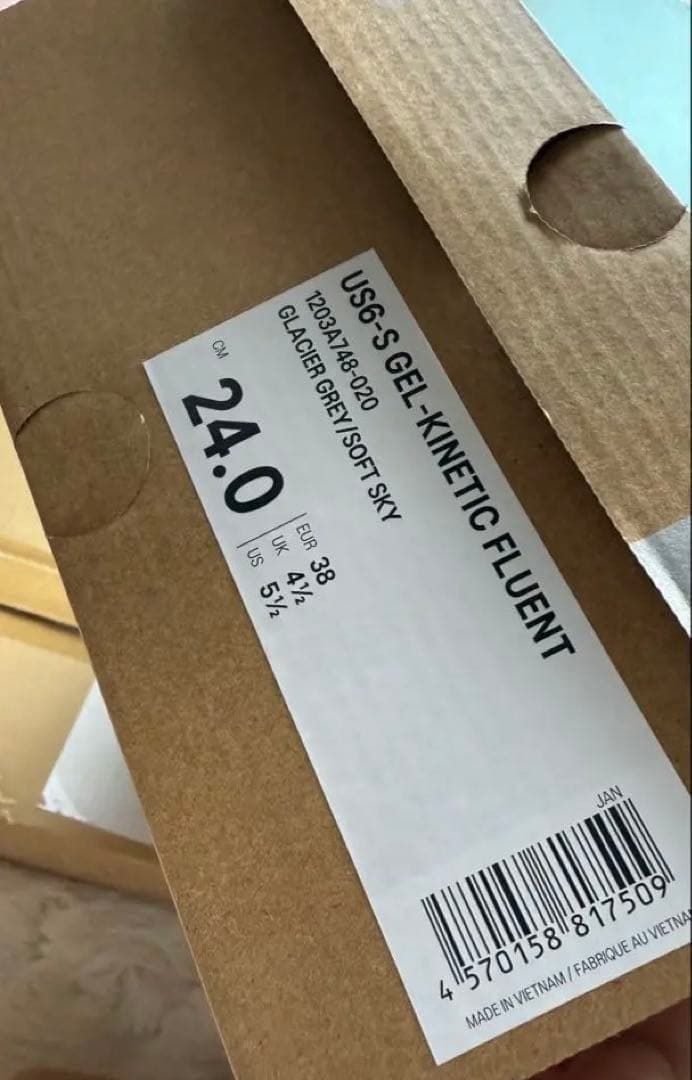 US6-S GEL-KINETIC FLUENT
1203A748-020
GLACIER GREY/SOFT SKY
CM
24.0
EUR 38
UK 4½
US 5½
JAN
4 570158 817509
MADE IN VIETNAM / FABRIQUE AU VIETNA